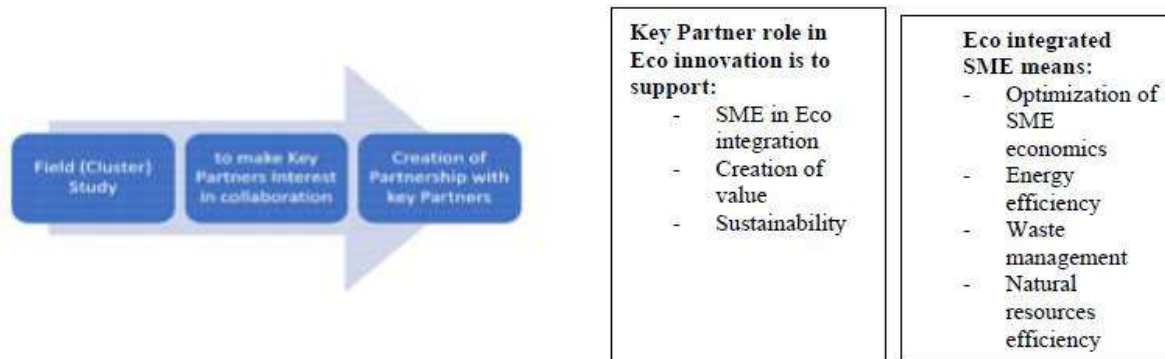 Field (Cluster)
Study
to make Key
Partners Interest
in collaboration
Creation of
Partnership with
key Partners
Key Partner role in
Eco innovation is to
support:
- SME in Eco
integration
- Creation of
value
- Sustainability
Eco integrated
SME means:
- Optimization of
SME
economics
- Energy
efficiency
- Waste
management
- Natural
resources
efficiency